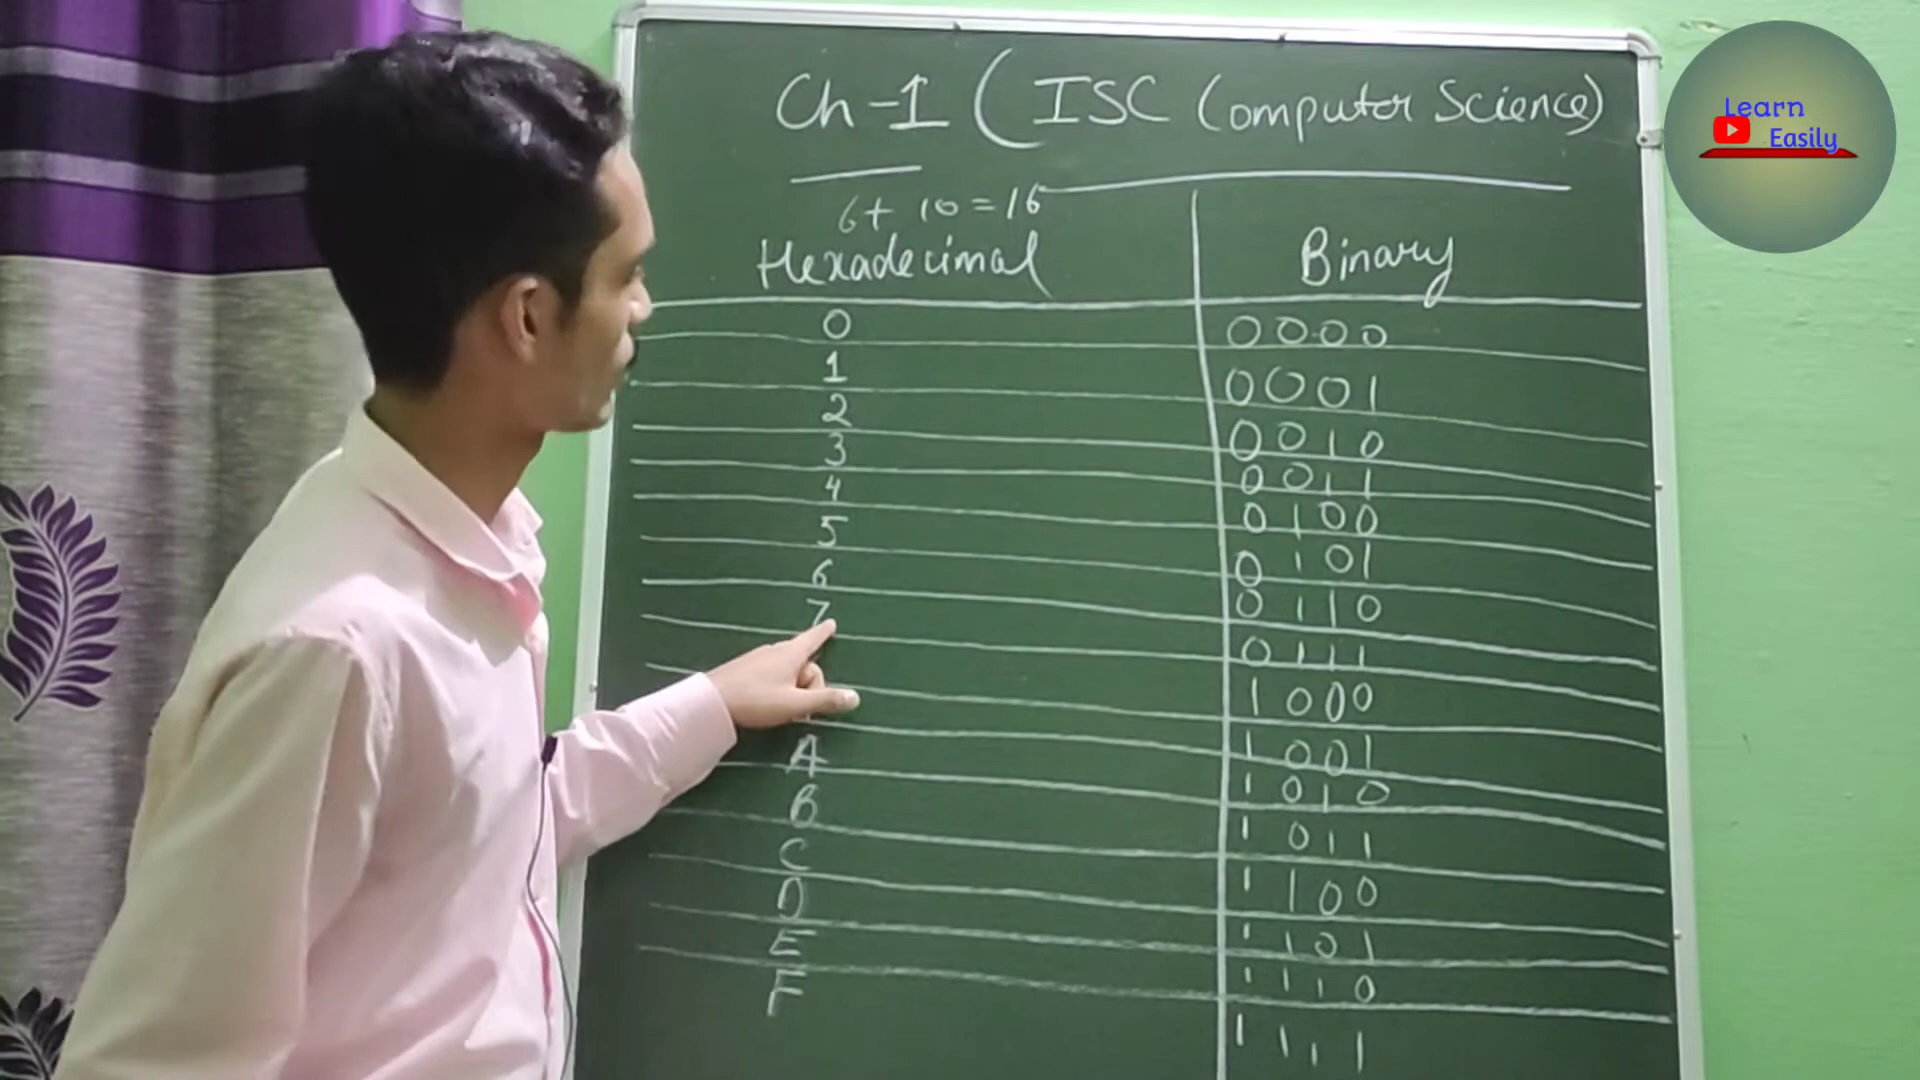 Ch-1 (ISC Computer Science)
6+ 10=16
Hexadecimal Binary
0 0000
1 0001
2 0010
3 0011
4 0100
5 0101
6 0110
7 0111
1000
1001
A 1010
B 1011
C 1100
D 1101
E 1110
F 1111
Learn
Easily